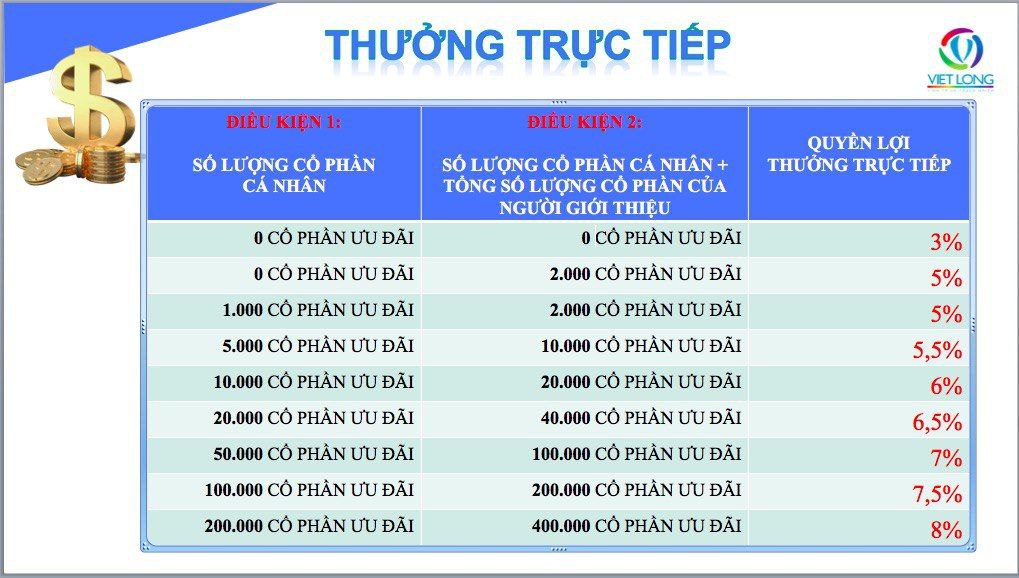 THƯỞNG TRỰC TIẾP
VIET LONG
ĐIỀU KIỆN 1:
SỐ LƯỢNG CỔ PHẦN
CÁ NHÂN
ĐIỀU KIỆN 2:
SỐ LƯỢNG CỔ PHẦN CÁ NHÂN +
TỔNG SỐ LƯỢNG CỔ PHẦN CỦA
NGƯỜI GIỚI THIỆU
QUYỀN LỢI
THƯỞNG TRỰC TIẾP
0 CỔ PHẦN ƯU ĐÃI 0 CỔ PHẦN ƯU ĐÃI 3%
0 CỔ PHẦN ƯU ĐÃI 2.000 CỔ PHẦN ƯU ĐÃI 5%
1.000 CỔ PHẦN ƯU ĐÃI 2.000 CỔ PHẦN ƯU ĐÃI 5%
5.000 CỔ PHẦN ƯU ĐÃI 10.000 CỔ PHẦN ƯU ĐÃI 5,5%
10.000 CỔ PHẦN ƯU ĐÃI 20.000 CỔ PHẦN ƯU ĐÃI 6%
20.000 CỔ PHẦN ƯU ĐÃI 40.000 CỔ PHẦN ƯU ĐÃI 6,5%
50.000 CỔ PHẦN ƯU ĐÃI 100.000 CỔ PHẦN ƯU ĐÃI 7%
100.000 CỔ PHẦN ƯU ĐÃI 200.000 CỔ PHẦN ƯU ĐÃI 7,5%
200.000 CỔ PHẦN ƯU ĐÃI 400.000 CỔ PHẦN ƯU ĐÃI 8%